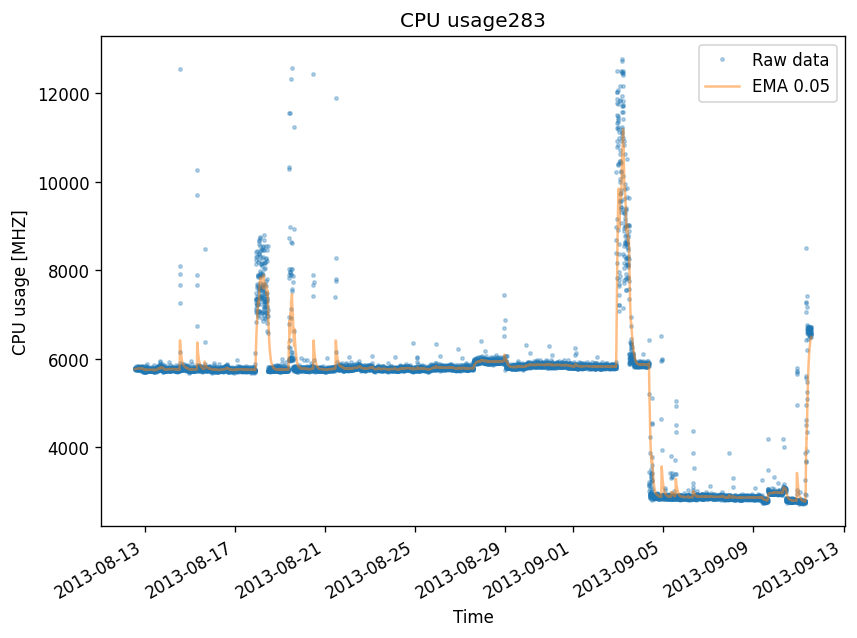 CPU usage283
Raw data
EMA 0.05
CPU usage [MHZ]
12000
10000
8000
6000
4000
2013-08-13
2013-08-17
2013-08-21
2013-08-25
2013-08-29
2013-09-01
2013-09-05
2013-09-09
2013-09-13
Time